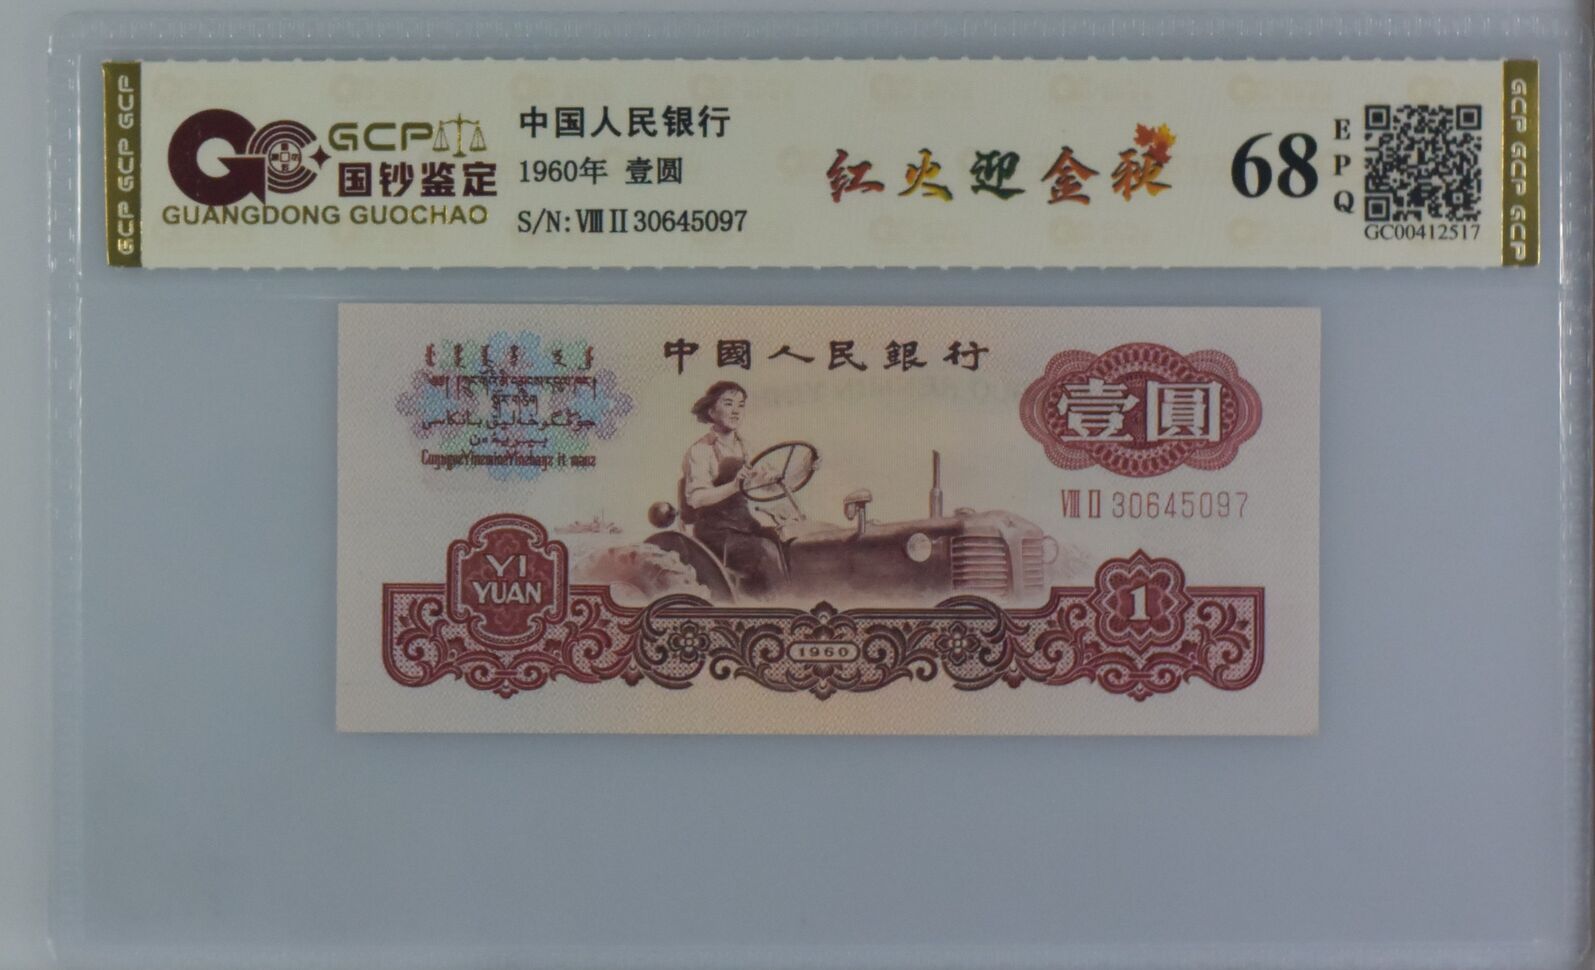 GCP GCP GCP
GCP
国钞鉴定
GUANGDONG GUOCHAO
中国人民银行
1960年 壹圆
S/N: Ⅷ Ⅱ 30645097
红火迎金秋
68
EPQ
GC00412517
GCP GCP GCP
中國人民銀行
壹圓
Ⅷ Ⅱ 30645097
YI
YUAN
1960
1